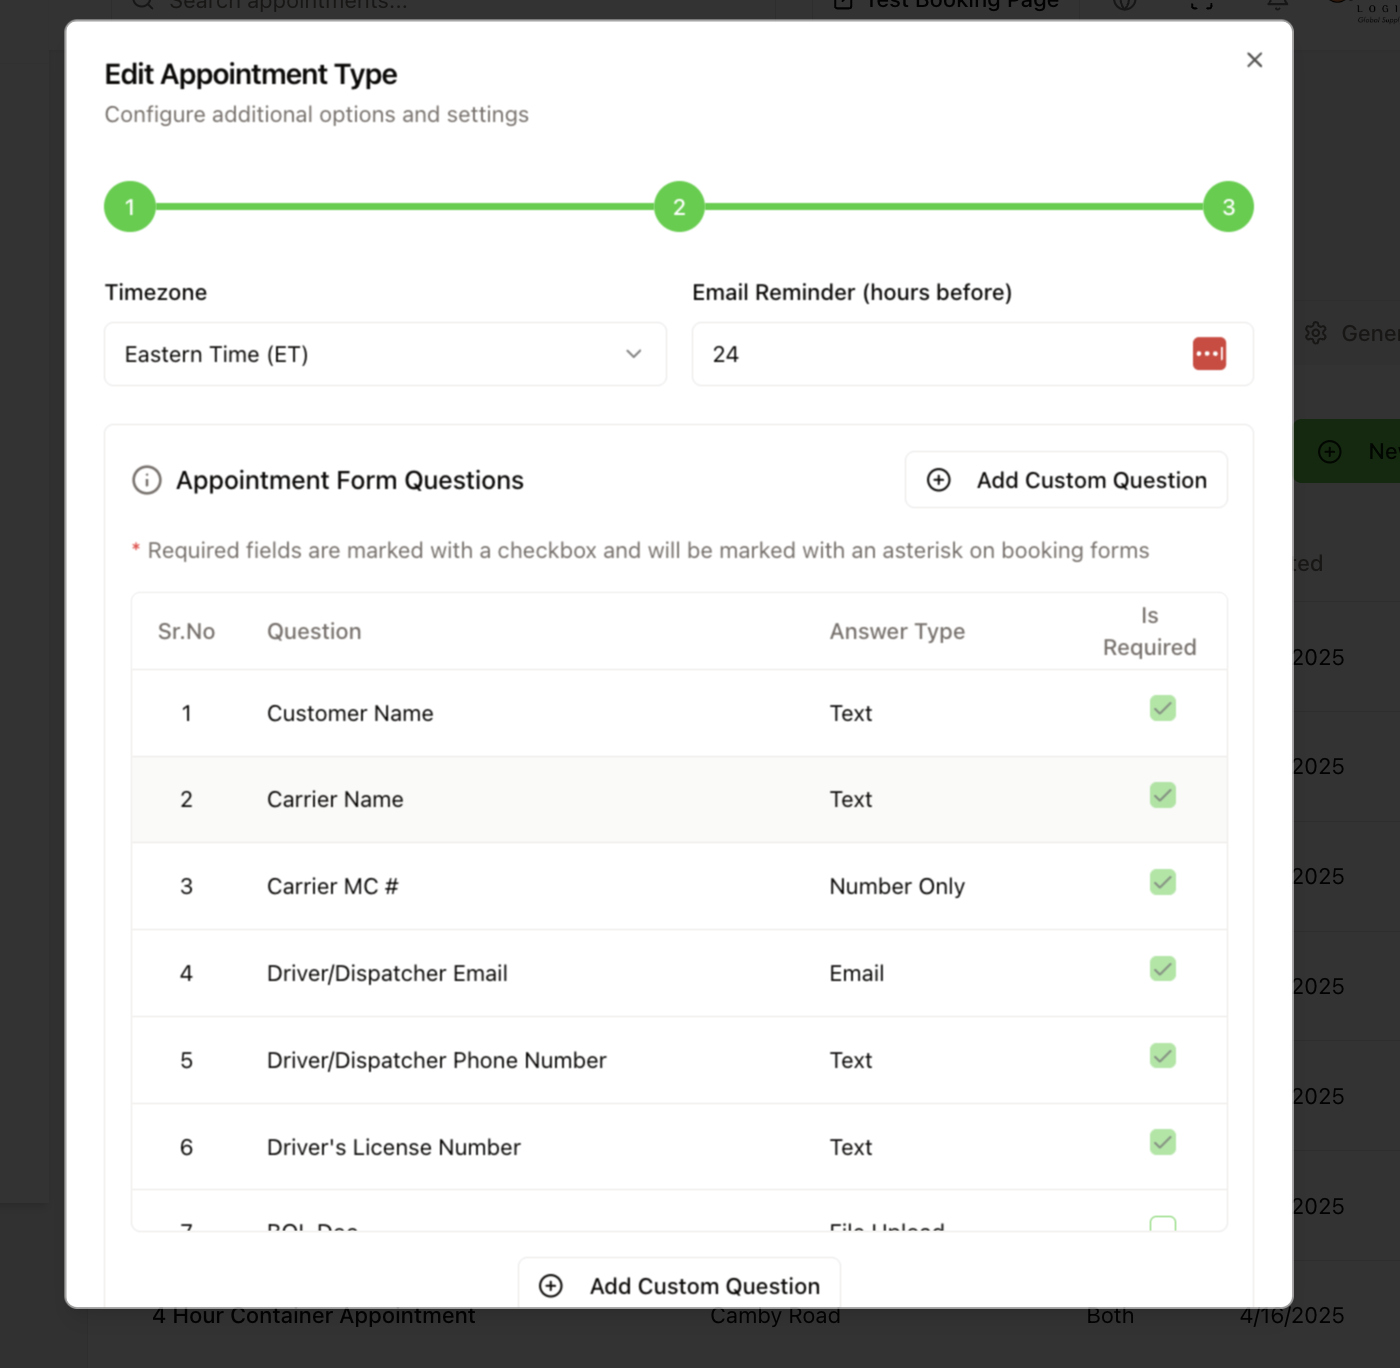 Search appointments...
Test Booking Page
LOGI
Global Suppl
Edit Appointment Type
Configure additional options and settings
1
2
3
Timezone
Email Reminder (hours before)
Eastern Time (ET)
24
Gener
Appointment Form Questions
Add Custom Question
Nev
* Required fields are marked with a checkbox and will be marked with an asterisk on booking forms
ted
Sr.No
Question
Answer Type
Is
Required
1 Customer Name Text
2025
2 Carrier Name Text
2025
3 Carrier MC # Number Only
2025
4 Driver/Dispatcher Email Email
2025
5 Driver/Dispatcher Phone Number Text
2025
6 Driver's License Number Text
2025
7 BOL Doc File Upload
Add Custom Question
4 Hour Container Appointment Camby Road Both 4/16/2025